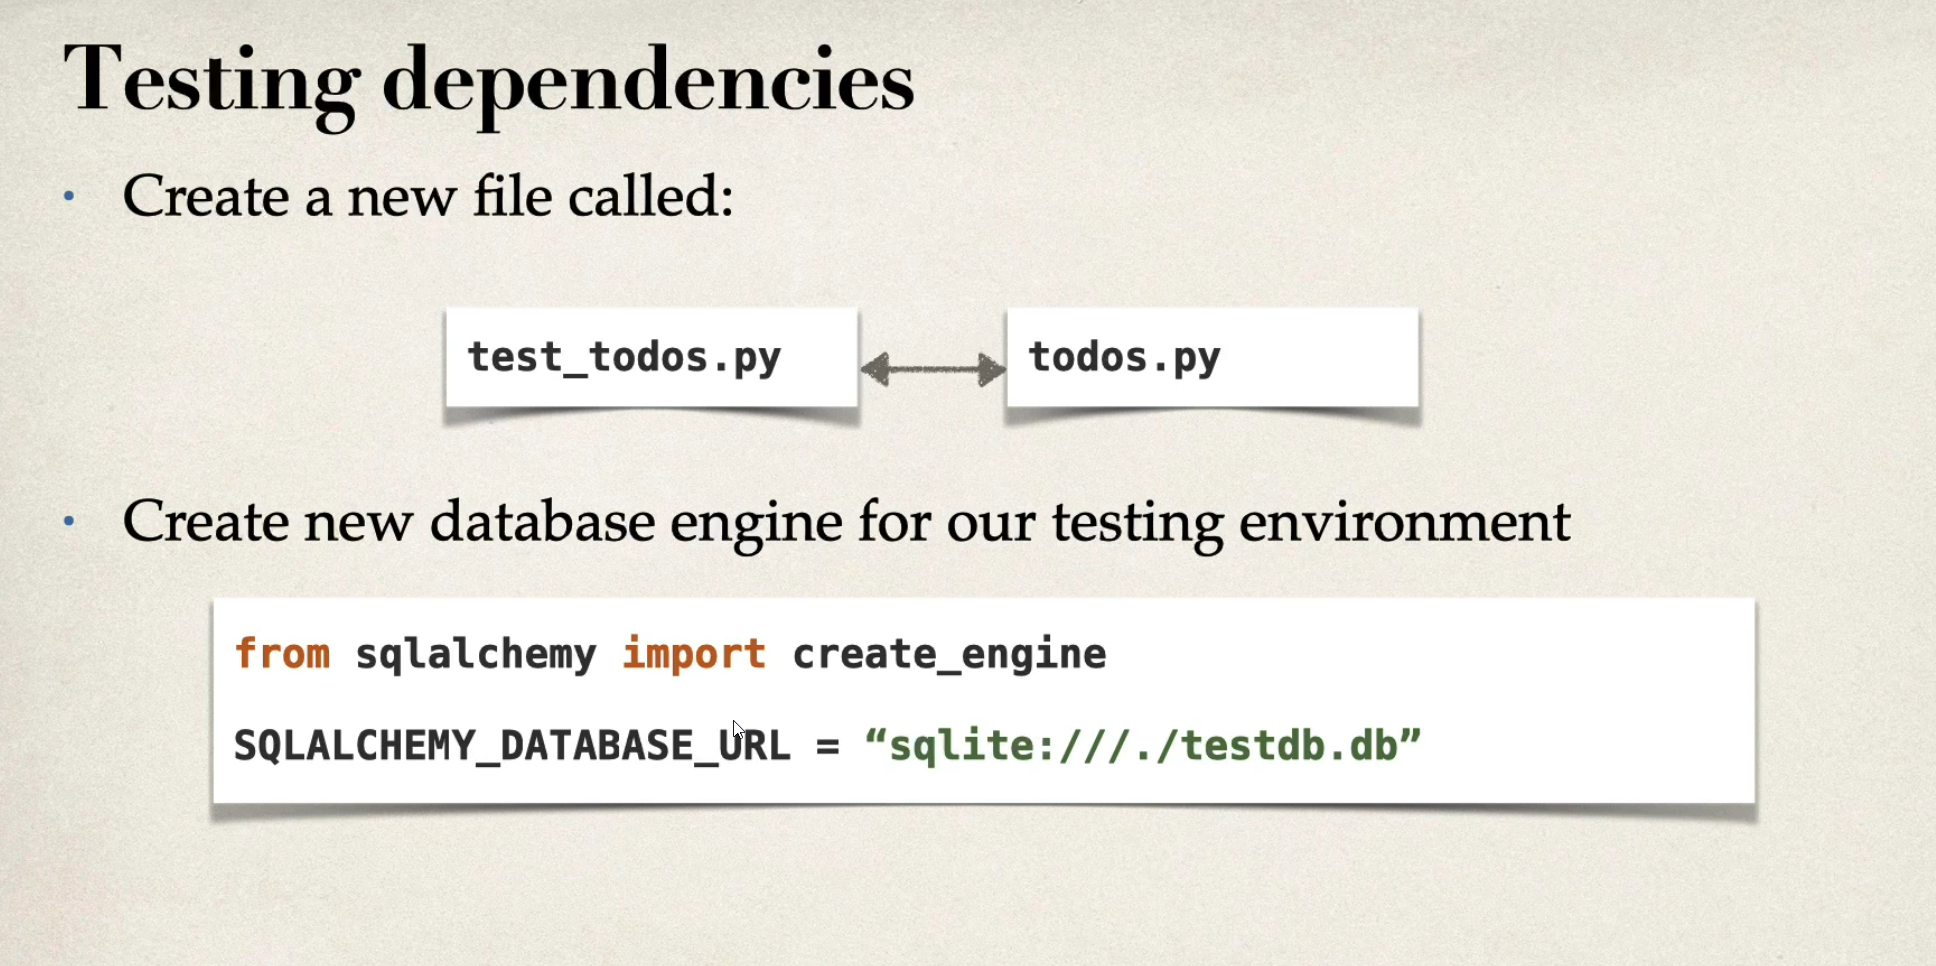 Testing dependencies
• Create a new file called:
test_todos.py
todos.py
• Create new database engine for our testing environment
from sqlalchemy import create_engine
SQLALCHEMY_DATABASE_URL = “sqlite:///./testdb.db”